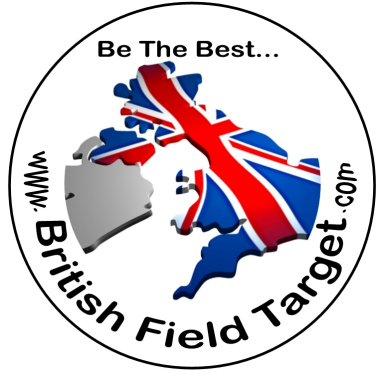 Be The Best...
www.British Field Target.com